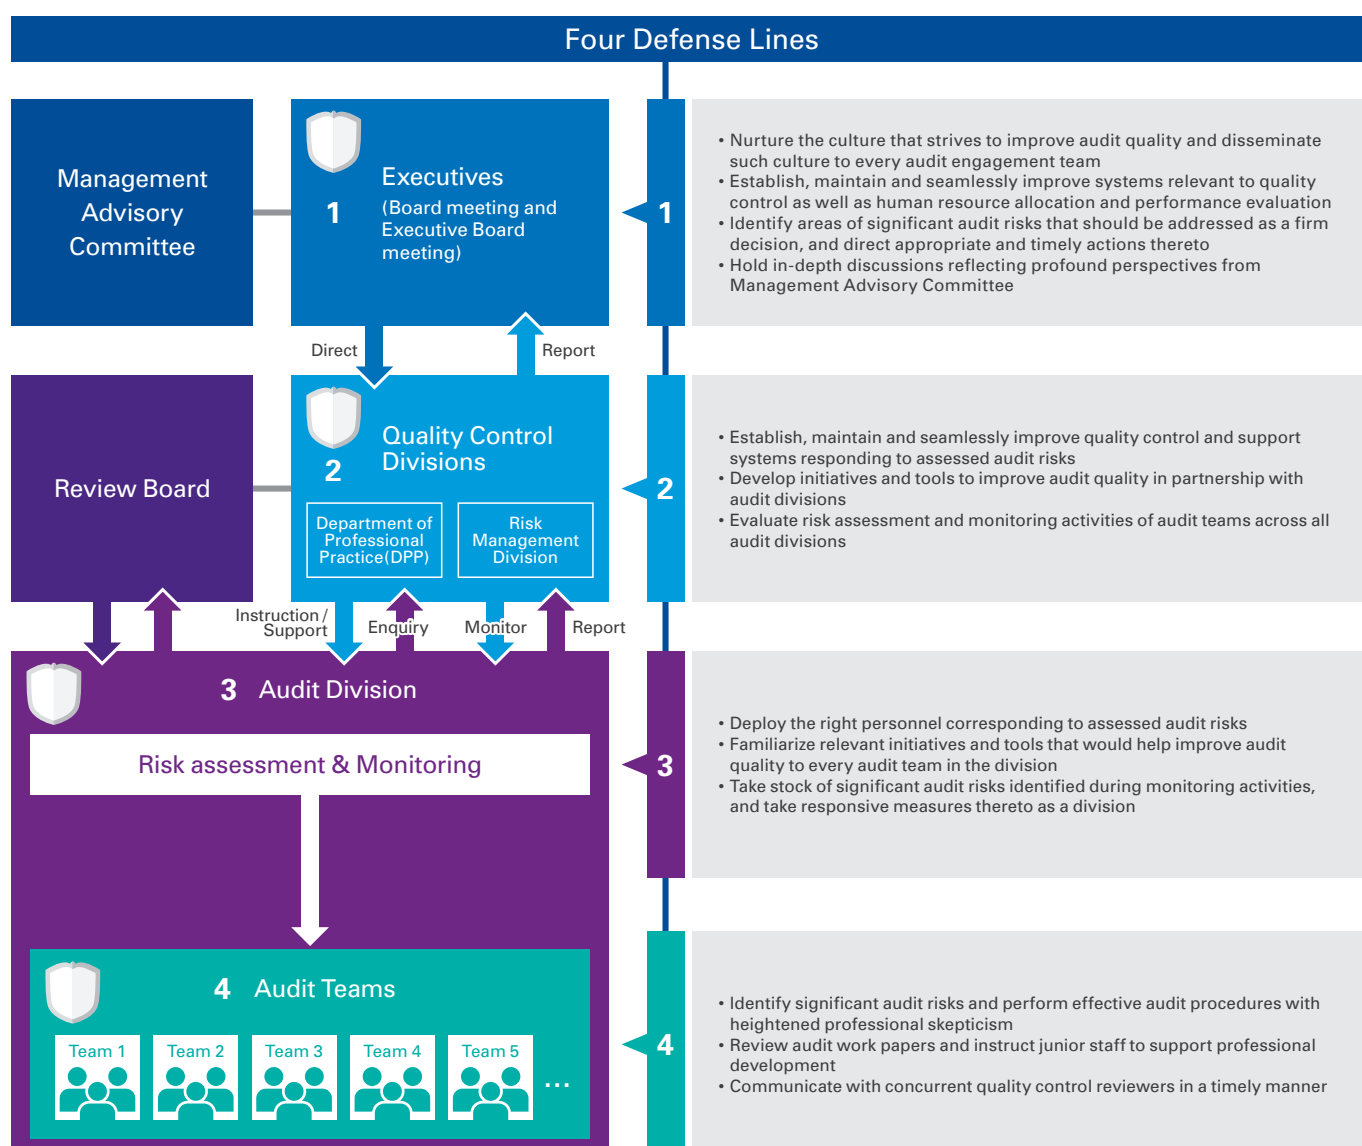 Four Defense Lines
Management
Advisory
Committee
1
Executives
(Board meeting and
Executive Board
meeting)
1
• Nurture the culture that strives to improve audit quality and disseminate
such culture to every audit engagement team
• Establish, maintain and seamlessly improve systems relevant to quality
control as well as human resource allocation and performance evaluation
• Identify areas of significant audit risks that should be addressed as a firm
decision, and direct appropriate and timely actions thereto
• Hold in-depth discussions reflecting profound perspectives from
Management Advisory Committee
Direct
Report
Review Board
2
Quality Control
Divisions
Department of
Professional
Practice(DPP)
Risk
Management
Division
2
• Establish, maintain and seamlessly improve quality control and support
systems responding to assessed audit risks
• Develop initiatives and tools to improve audit quality in partnership with
audit divisions
• Evaluate risk assessment and monitoring activities of audit teams across all
audit divisions
Instruction /
Support
Enquiry
Monitor
Report
3 Audit Division
Risk assessment & Monitoring
3
• Deploy the right personnel corresponding to assessed audit risks
• Familiarize relevant initiatives and tools that would help improve audit
quality to every audit team in the division
• Take stock of significant audit risks identified during monitoring activities,
and take responsive measures thereto as a division
4 Audit Teams
Team 1
Team 2
Team 3
Team 4
Team 5
...
4
• Identify significant audit risks and perform effective audit procedures with
heightened professional skepticism
• Review audit work papers and instruct junior staff to support professional
development
• Communicate with concurrent quality control reviewers in a timely manner